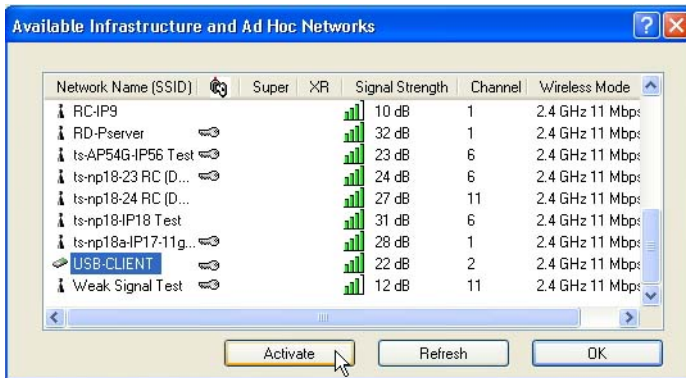 Available Infrastructure and Ad Hoc Networks
Network Name (SSID) Super XR Signal Strength Channel Wireless Mode
RC-IP9 10 dB 1 2.4 GHz 11 Mbps
RD-Pserver 32 dB 1 2.4 GHz 11 Mbps
ts-AP54G-IP56 Test 23 dB 6 2.4 GHz 11 Mbps
ts-np18-23 RC (D... 24 dB 6 2.4 GHz 11 Mbps
ts-np18-24 RC (D... 27 dB 11 2.4 GHz 11 Mbps
ts-np18-IP18 Test 31 dB 6 2.4 GHz 11 Mbps
ts-np18a-IP17-11g... 28 dB 1 2.4 GHz 11 Mbps
USB-CLIENT 22 dB 2 2.4 GHz 11 Mbps
Weak Signal Test 12 dB 11 2.4 GHz 11 Mbps
Activate Refresh OK